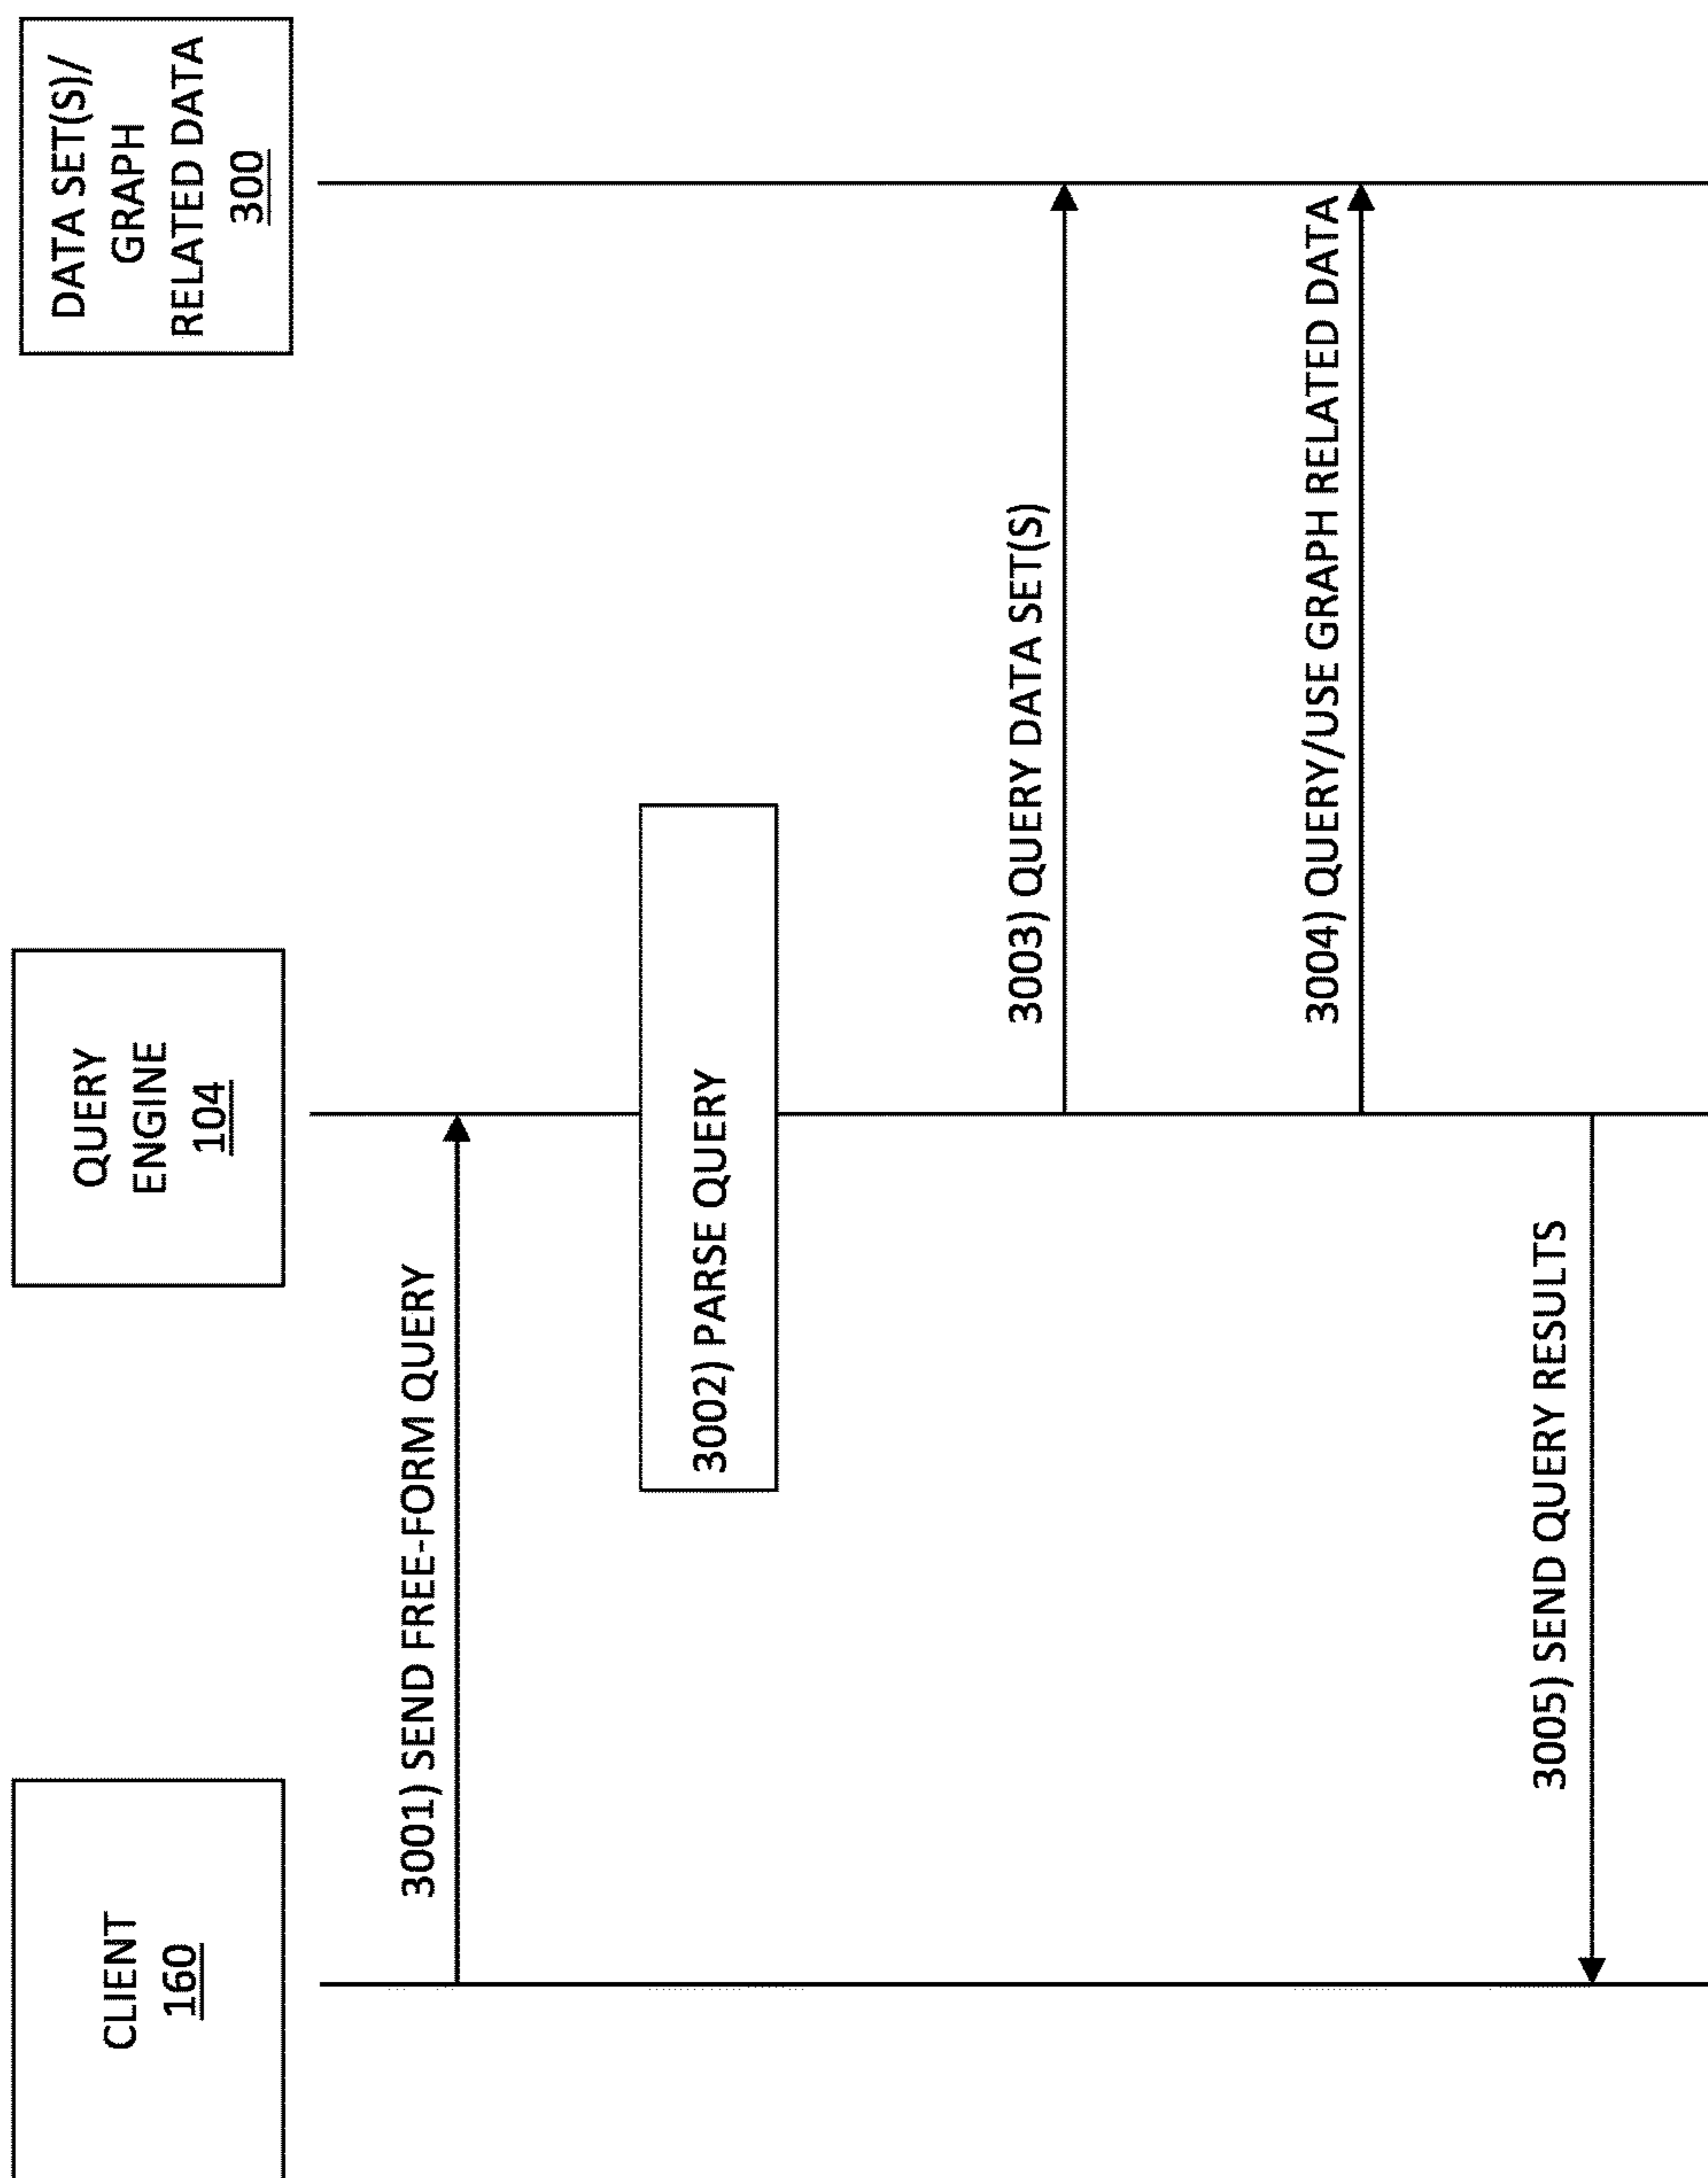 CLIENT
160
QUERY
ENGINE
104
DATA SET(S)/
GRAPH
RELATED DATA
300
3001) SEND FREE-FORM QUERY
3002) PARSE QUERY
3003) QUERY DATA SET(S)
3004) QUERY/USE GRAPH RELATED DATA
3005) SEND QUERY RESULTS